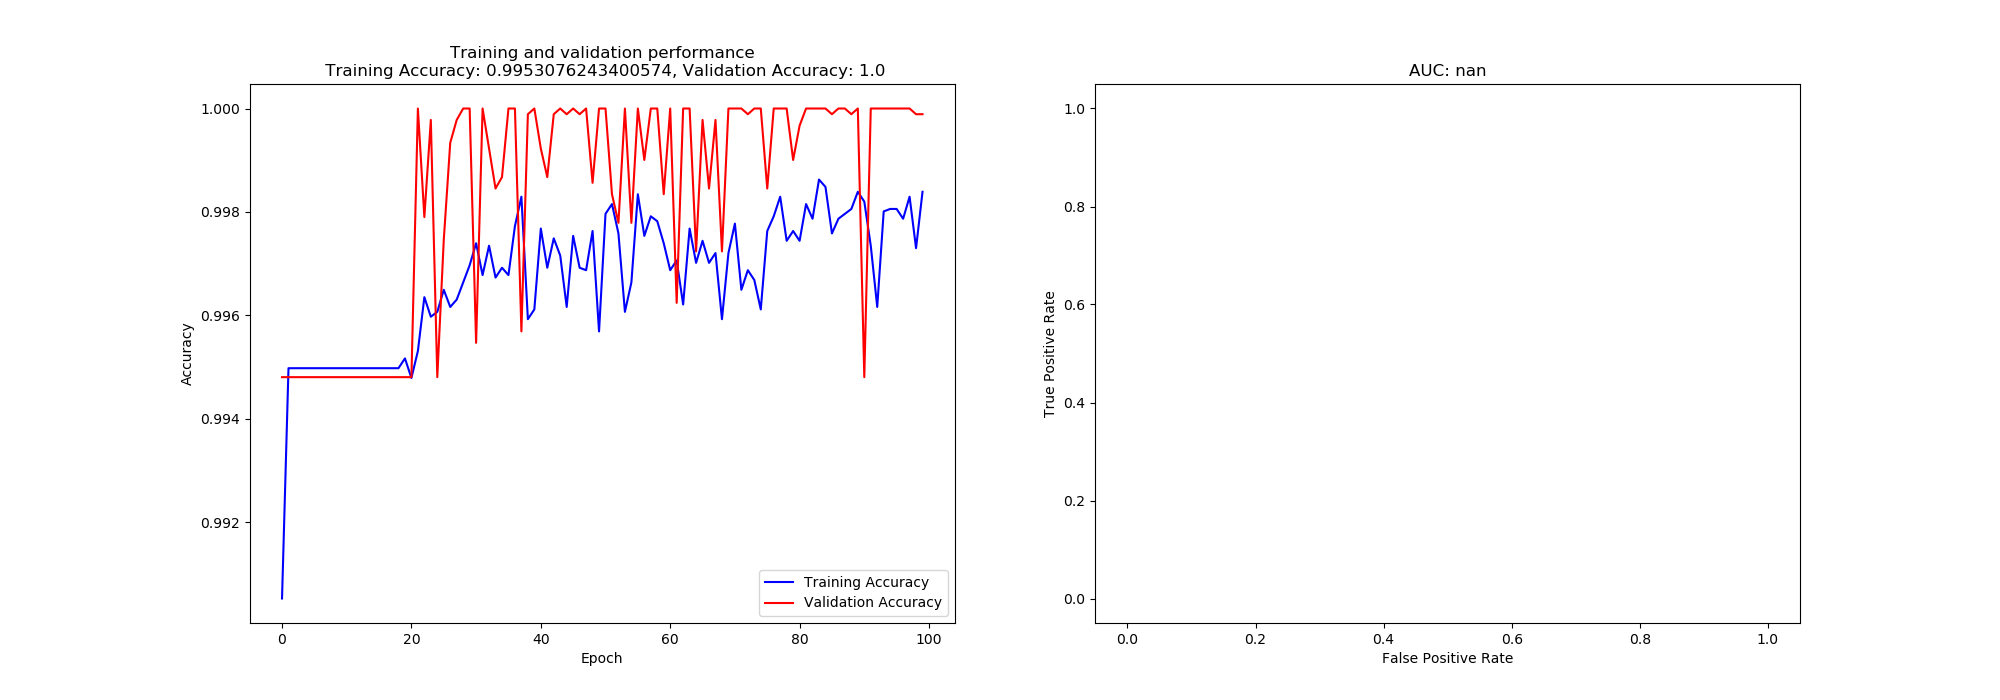 Training and validation performance
Training Accuracy: 0.9953076243400574, Validation Accuracy: 1.0
1.000
0.998
0.996
0.994
0.992
Accuracy
0
20
40
60
80
100
Epoch
Training Accuracy
Validation Accuracy
AUC: nan
1.0
0.8
0.6
0.4
0.2
0.0
True Positive Rate
0.0
0.2
0.4
0.6
0.8
1.0
False Positive Rate